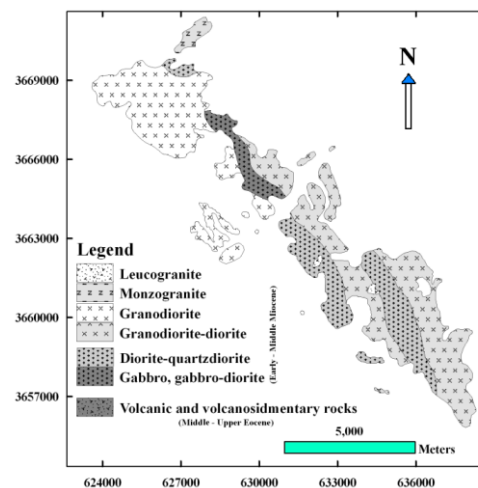 N
3669000
3666000
3663000
3660000
3657000
Legend
Leucogranite
Monzogranite
Granodiorite
Granodiorite-diorite
Diorite-quartzdiorite
Gabbro, gabbro-diorite
(Early - Middle Miocene)
Volcanic and volcanosidmentary rocks
(Middle - Upper Eocene)
5,000
Meters
624000 627000 630000 633000 636000